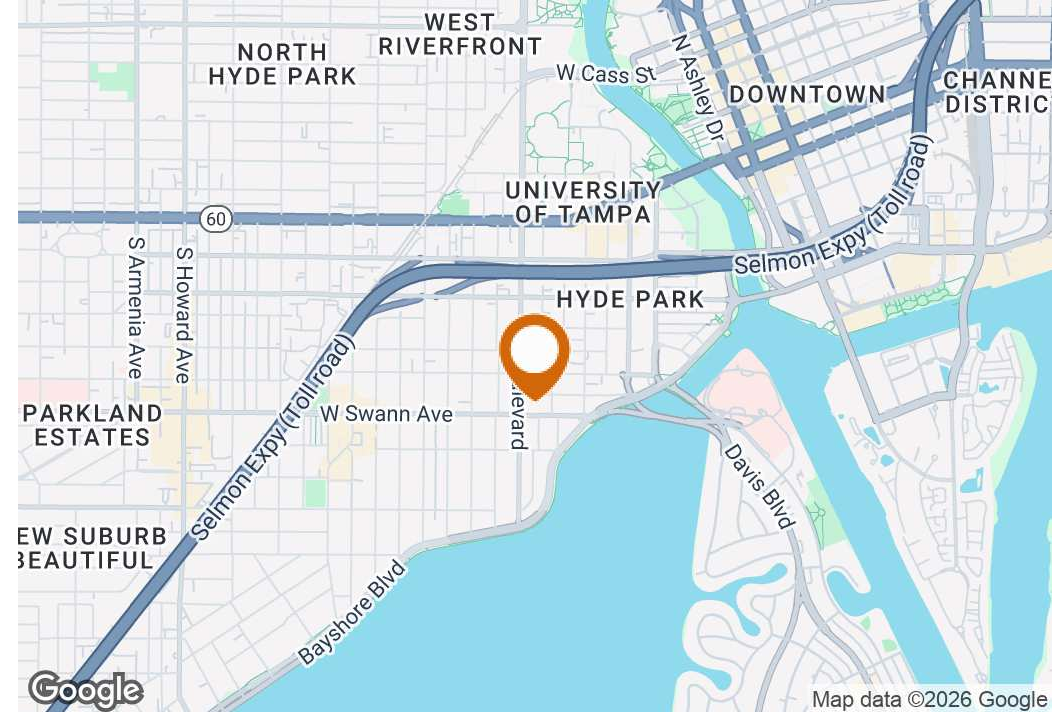 WEST
RIVERFRONT
NORTH
HYDE PARK
W Cass St
N Ashley Dr
DOWNTOWN
CHANNE
DISTRIC
UNIVERSITY
OF TAMPA
60
S Armenia Ave
S Howard Ave
Selmon Expy (Toll road)
HYDE PARK
Selmon Expy (Toll road)
PARKLAND
ESTATES
W Swann Ave
levard
Davis Blvd
EW SUBURB
BEAUTIFUL
Bayshore Blvd
Google
Map data ©2026 Google